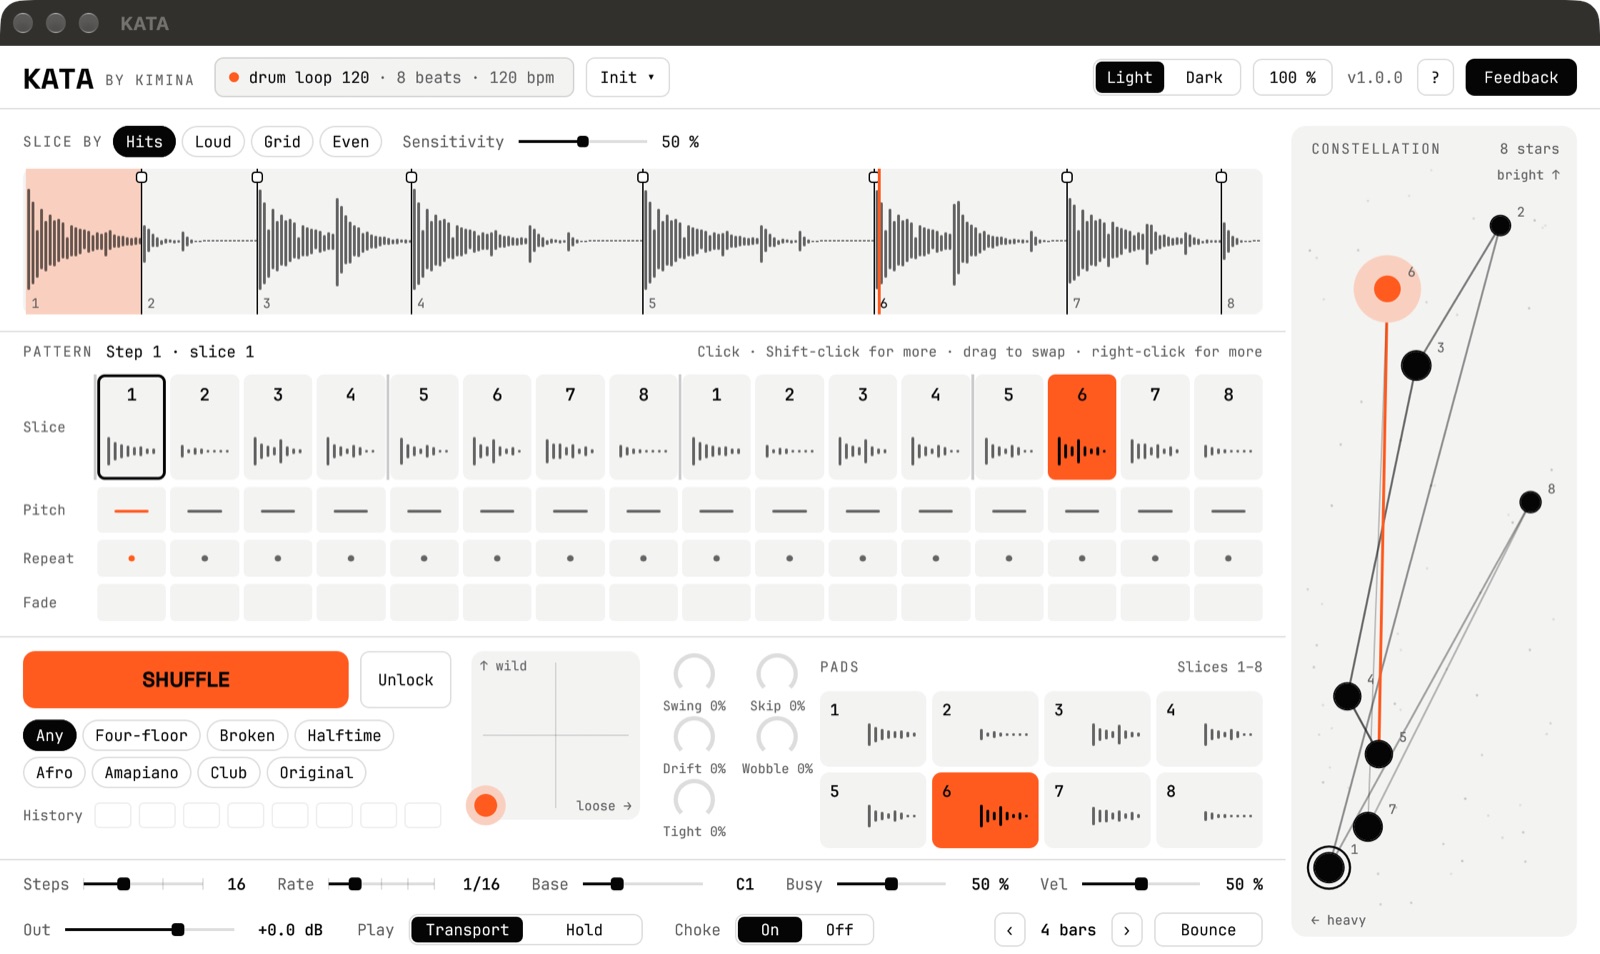 KATA
KATA BY KIMINA
drum loop 120 · 8 beats · 120 bpm
Init ▾
Light Dark
100 %
v1.0.0
?
Feedback
SLICE BY Hits Loud Grid Even Sensitivity 50 %
1 2 3 4 5 6 7 8
PATTERN Step 1 · slice 1
Click · Shift-click for more · drag to swap · right-click for more
Slice
1 2 3 4 5 6 7 8 1 2 3 4 5 6 7 8
Pitch
Repeat
Fade
SHUFFLE Unlock
Any Four-floor Broken Halftime
Afro Amapiano Club Original
History
↑ wild
loose →
Swing 0% Skip 0%
Drift 0% Wobble 0%
Tight 0%
PADS Slices 1–8
1 2 3 4
5 6 7 8
Steps 16 Rate 1/16 Base C1 Busy 50 % Vel 50 %
Out +0.0 dB Play Transport Hold Choke On Off ‹ 4 bars › Bounce
CONSTELLATION 8 stars
bright ↑
2
6
3
8
4
5
7
1
← heavy